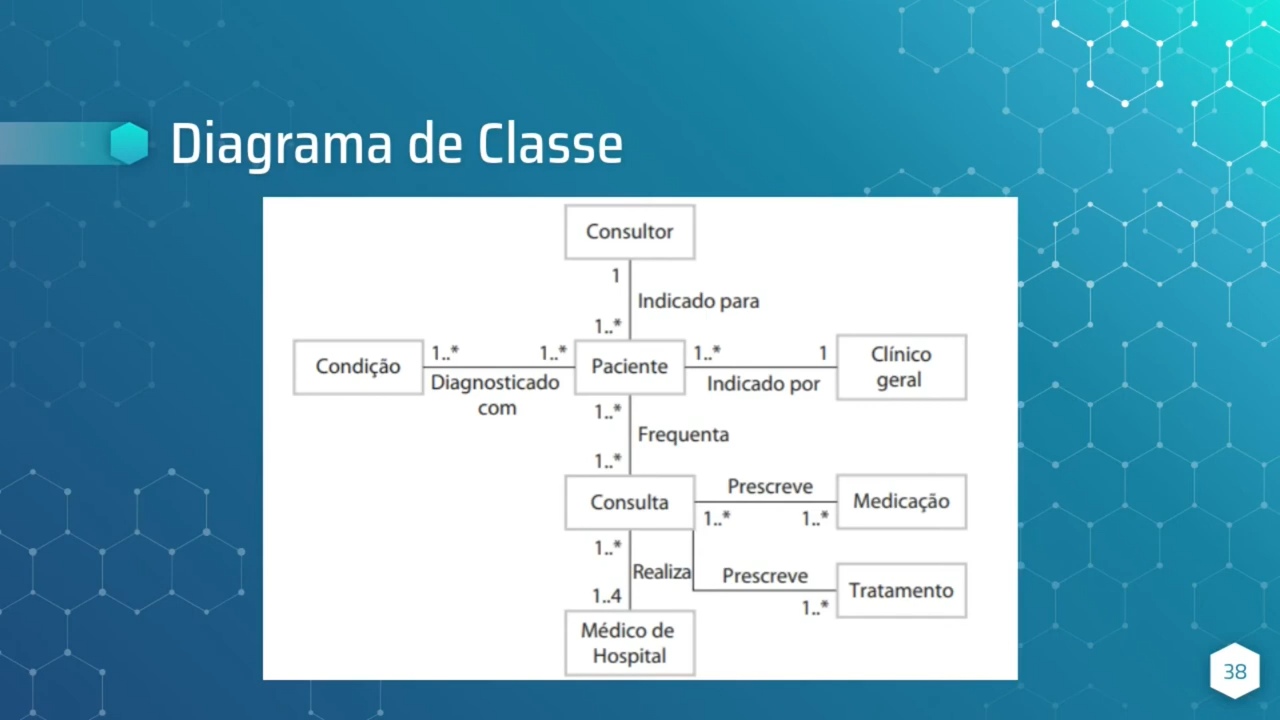 Diagrama de Classe
Consultor
1
Indicado para
1..*
Condição
1..*
1..*
Diagnosticado
com
Paciente
1..*
1
Indicado por
Clínico
geral
1..*
Frequenta
1..*
Consulta
Prescreve
1..*
1..*
Medicação
1..*
Realiza
1..4
Prescreve
1..*
Tratamento
Médico de
Hospital
38